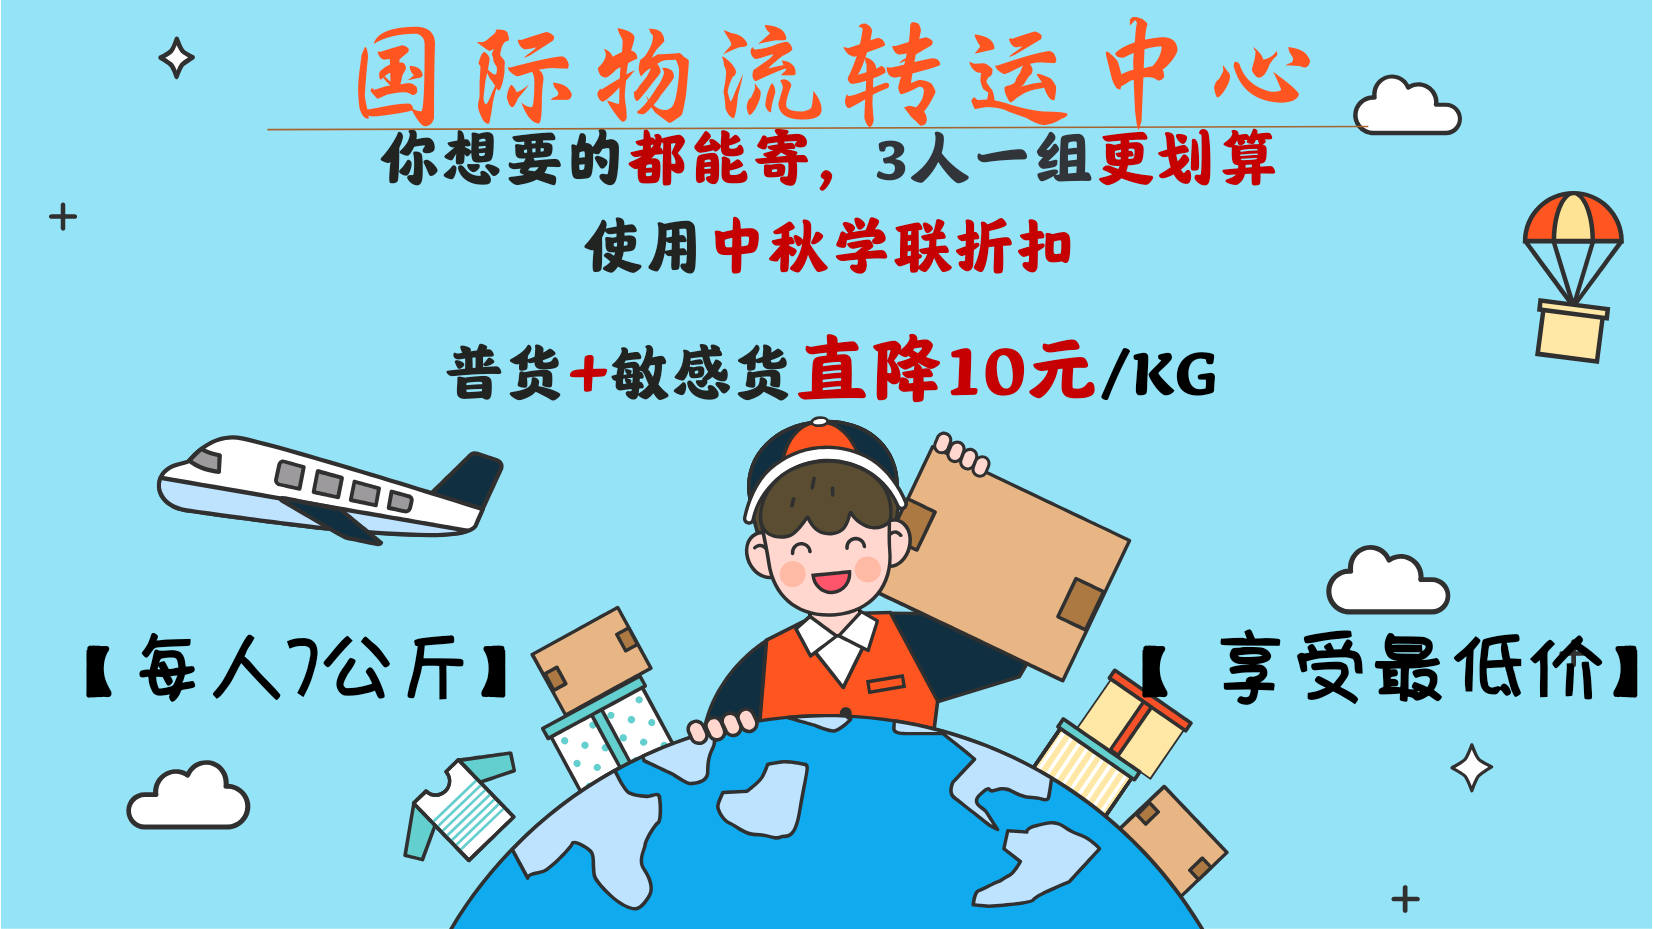 国际物流转运中心
你想要的都能寄，3人一组更划算
使用中秋学联折扣
普货+敏感货直降10元/KG
【每人7公斤】
【 享受最低价】